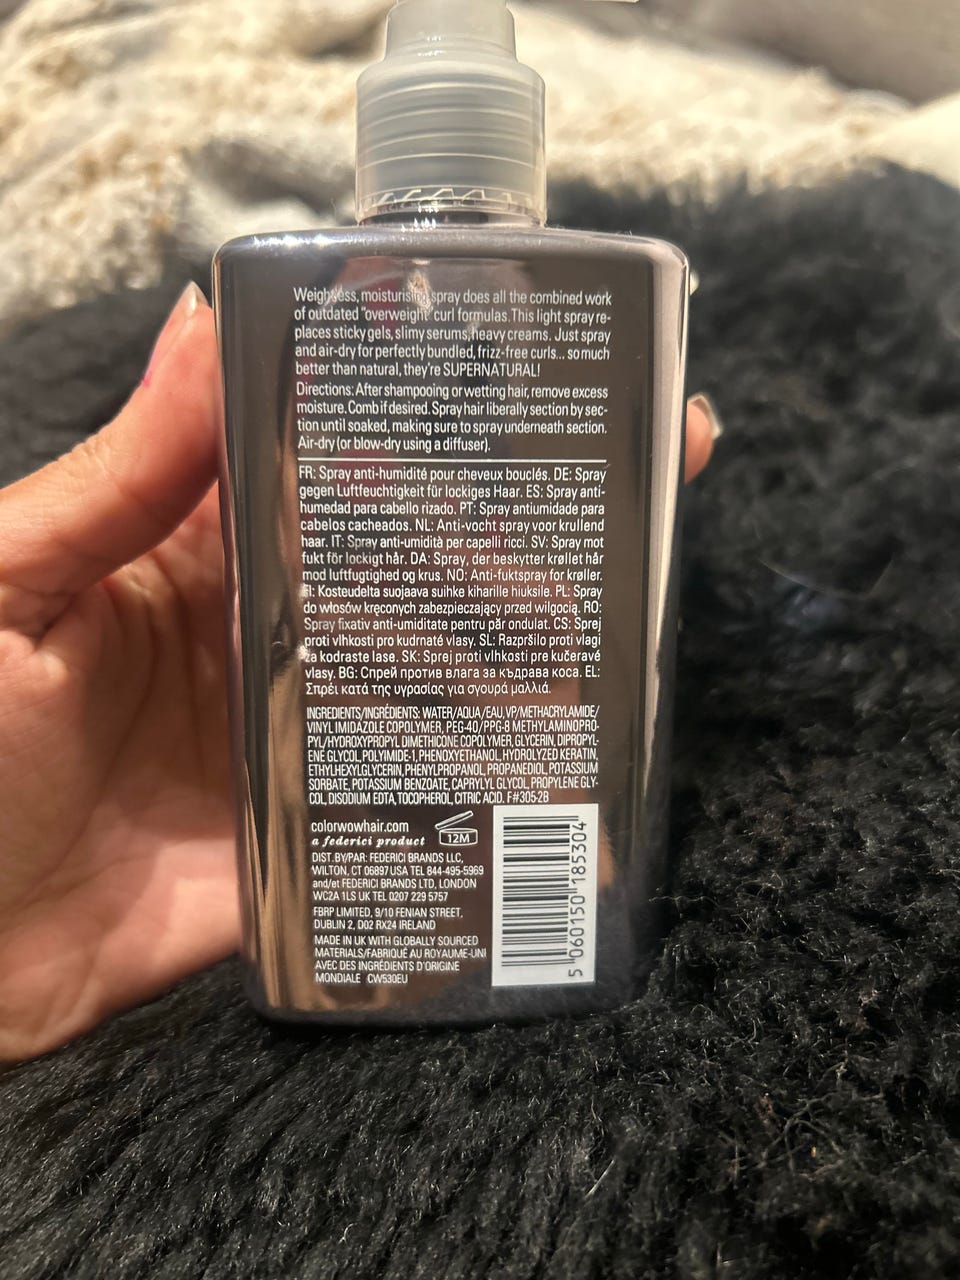 Weightless, moisturising spray does all the combined work
of outdated "overweight" curl formulas. This light spray re-
places sticky gels, slimy serums, heavy creams. Just spray
and air-dry for perfectly bundled, frizz-free curls... so much
better than natural, they're SUPERNATURAL!
Directions: After shampooing or wetting hair, remove excess
moisture. Comb if desired. Spray hair liberally section by sec-
tion until soaked, making sure to spray underneath section.
Air-dry (or blow-dry using a diffuser).
FR: Spray anti-humidité pour cheveux bouclés. DE: Spray
gegen Luftfeuchtigkeit für lockiges Haar. ES: Spray anti-
humedad para cabello rizado. PT: Spray antiumidade para
cabelos cacheados. NL: Anti-vocht spray voor krullend
haar. IT: Spray anti-umidità per capelli ricci. SV: Spray mot
fukt för lockigt hår. DA: Spray, der beskytter krøllet hår
mod luftfugtighed og krus. NO: Anti-fuktspray for krøller.
FI: Kosteudelta suojaava suihke kiharille hiuksile. PL: Spray
do włosów kręconych zabezpieczający przed wilgocią. RO:
Spray fixativ anti-umiditate pentru păr ondulat. CS: Sprej
proti vlhkosti pro kudrnaté vlasy. SL: Razpršilo proti vlagi
za kodraste lase. SK: Sprej proti vlhkosti pre kučeravé
vlasy. BG: Спрей против влага за къдрава коса. EL:
Σπρέι κατά της υγρασίας για σγουρά μαλλιά.
INGREDIENTS/INGRÉDIENTS: WATER/AQUA/EAU, VP/METHACRYLAMIDE/
VINYL IMIDAZOLE COPOLYMER, PEG-40/PPG-8 METHYLAMINOPRO-
PYL/HYDROXYPROPYL DIMETHICONE COPOLYMER, GLYCERIN, DIPROPYL-
ENE GLYCOL, POLYIMIDE-1, PHENOXYETHANOL, HYDROLYZED KERATIN,
ETHYLHEXYLGLYCERIN, PHENYLPROPANOL, PROPANEDIOL, POTASSIUM
SORBATE, POTASSIUM BENZOATE, CAPRYLYL GLYCOL, PROPYLENE GLY-
COL, DISODIUM EDTA, TOCOPHEROL, CITRIC ACID. F#305-2B
colorwowhair.com
a federici product
12M
DIST. BY/PAR: FEDERICI BRANDS LLC,
WILTON, CT 06897 USA TEL 844-495-5969
and/et FEDERICI BRANDS LTD, LONDON
WC2A 1LS UK TEL 0207 229 5757
FBRP LIMITED, 9/10 FENIAN STREET,
DUBLIN 2, D02 RX24 IRELAND
MADE IN UK WITH GLOBALLY SOURCED
MATERIALS/FABRIQUÉ AU ROYAUME-UNI
AVEC DES INGRÉDIENTS D'ORIGINE
MONDIALE CW530EU
5 060150 185304